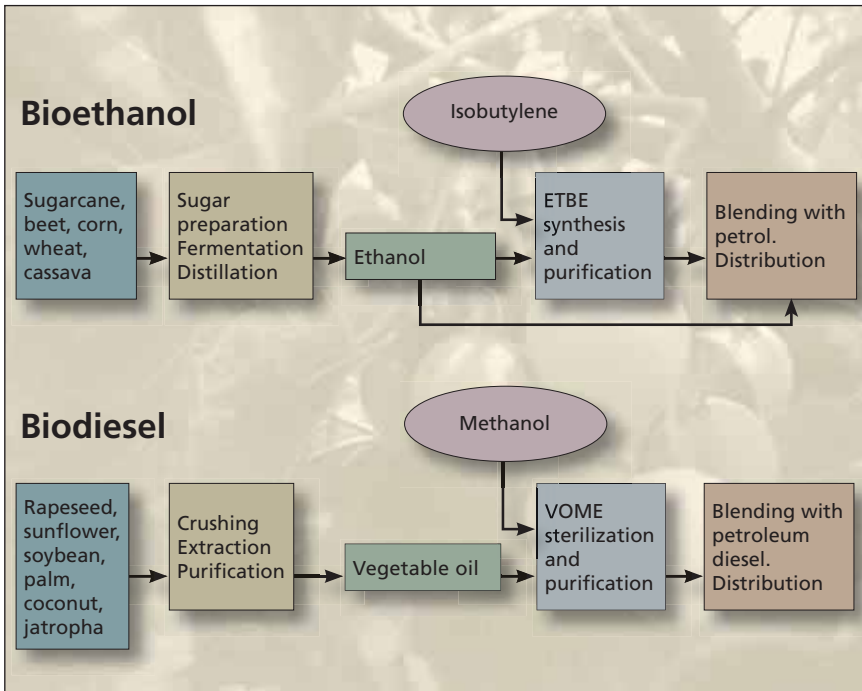 Bioethanol
Isobutylene
Sugarcane,
beet, corn,
wheat,
cassava
Sugar
preparation
Fermentation
Distillation
Ethanol
ETBE
synthesis
and
purification
Blending with
petrol.
Distribution
Biodiesel
Methanol
Rapeseed,
sunflower,
soybean,
palm,
coconut,
jatropha
Crushing
Extraction
Purification
Vegetable oil
VOME
sterilization
and
purification
Blending with
petroleum
diesel.
Distribution